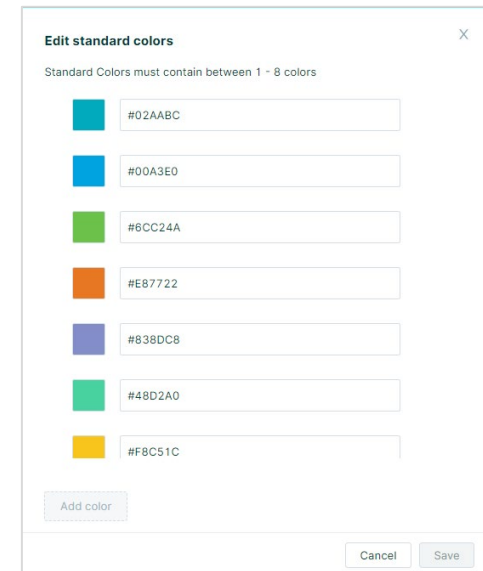 Edit standard colors
X
Standard Colors must contain between 1 - 8 colors
#02AABC
#00A3E0
#6CC24A
#E87722
#838DC8
#48D2A0
#F8C51C
Add color
Cancel Save